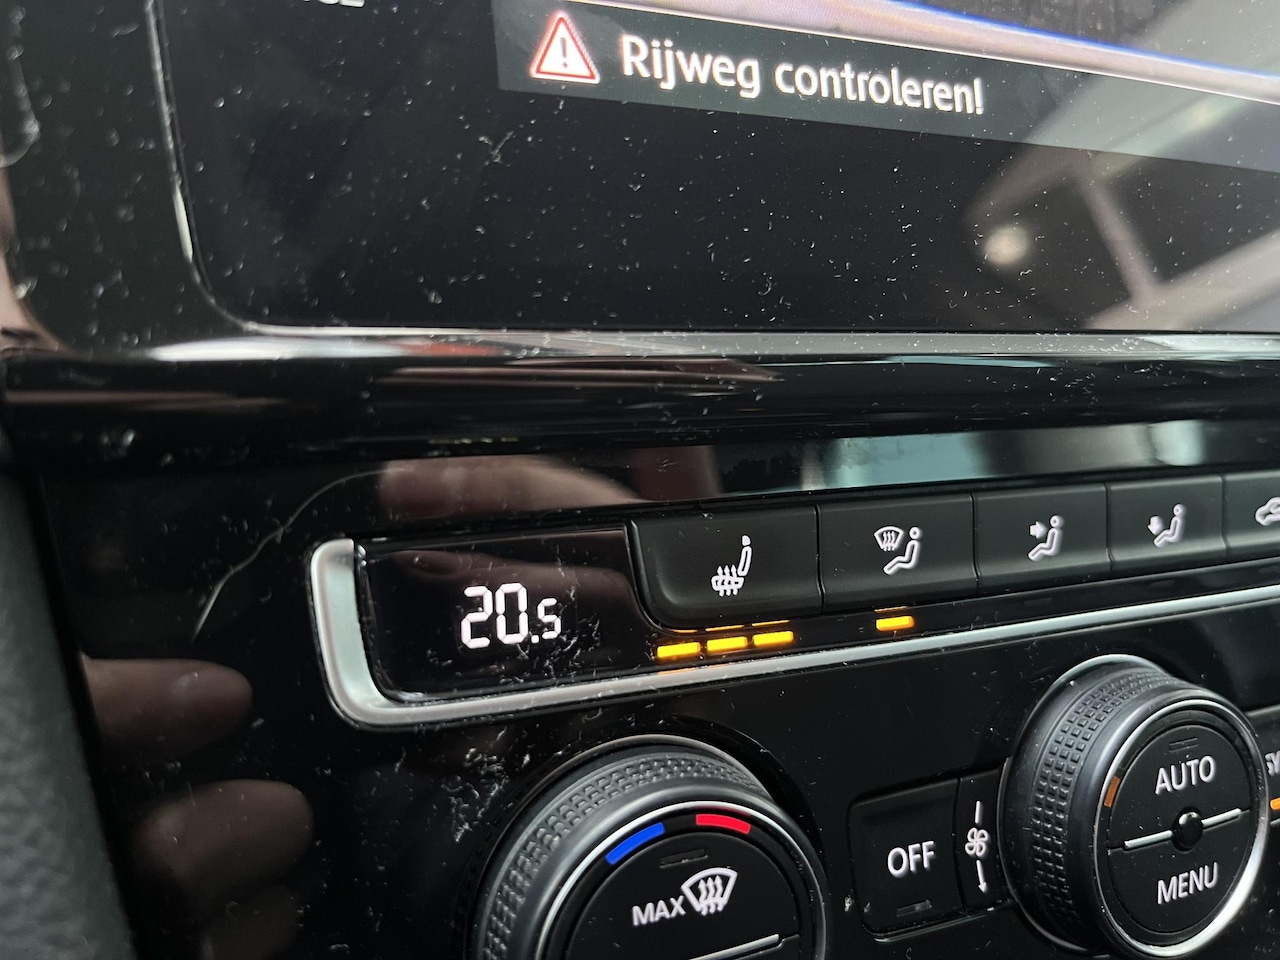 Rijweg controleren!
20.5
AUTO
OFF
MENU
MAX